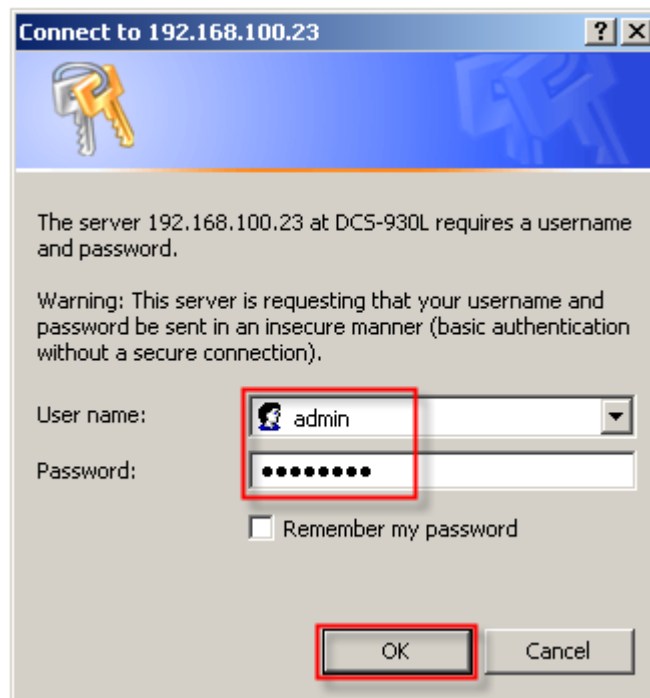 Connect to 192.168.100.23
The server 192.168.100.23 at DCS-930L requires a username
and password.
Warning: This server is requesting that your username and
password be sent in an insecure manner (basic authentication
without a secure connection).
User name:
admin
Password:
●●●●●●●●
Remember my password
OK
Cancel